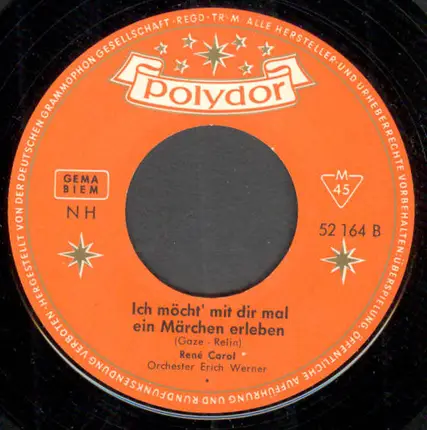 HERGESTELLT VON DER DEUTSCHEN GRAMMOPHON GESELLSCHAFT · REGD·TR·M· ALLE HERSTELLER- UND URHEBERRECHTE VORBEHALTEN·ÜBERSPIELUNG, ÖFFENTLICHE AUFFÜHRUNG UND RUNDFUNKSENDUNG VERBOTEN·
Polydor
GEMA
BIEM
M
45
NH
52 164 B
Ich möcht' mit dir mal
ein Märchen erleben
(Gaze - Relin)
René Carol
Orchester Erich Werner